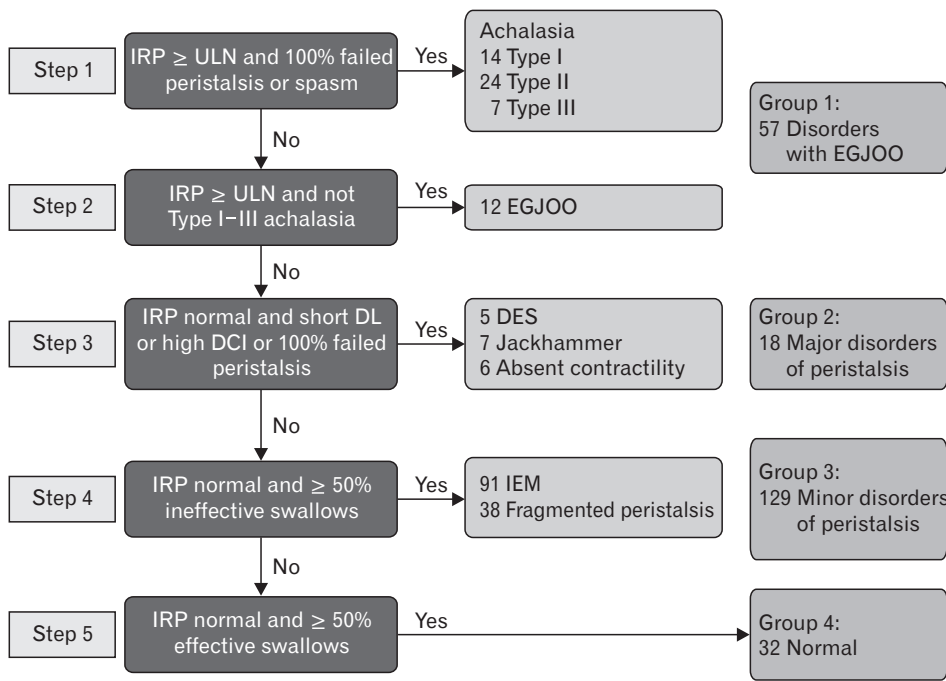 Step 1
IRP ≥ ULN and 100% failed
peristalsis or spasm
Yes
Achalasia
14 Type I
24 Type II
7 Type III
Group 1:
57 Disorders
with EGJOO
No
Step 2
IRP ≥ ULN and not
Type I-III achalasia
Yes
12 EGJOO
No
Step 3
IRP normal and short DL
or high DCI or 100% failed
peristalsis
Yes
5 DES
7 Jackhammer
6 Absent contractility
Group 2:
18 Major disorders
of peristalsis
No
Step 4
IRP normal and ≥ 50%
ineffective swallows
Yes
91 IEM
38 Fragmented peristalsis
Group 3:
129 Minor disorders
of peristalsis
No
Step 5
IRP normal and ≥ 50%
effective swallows
Yes
Group 4:
32 Normal